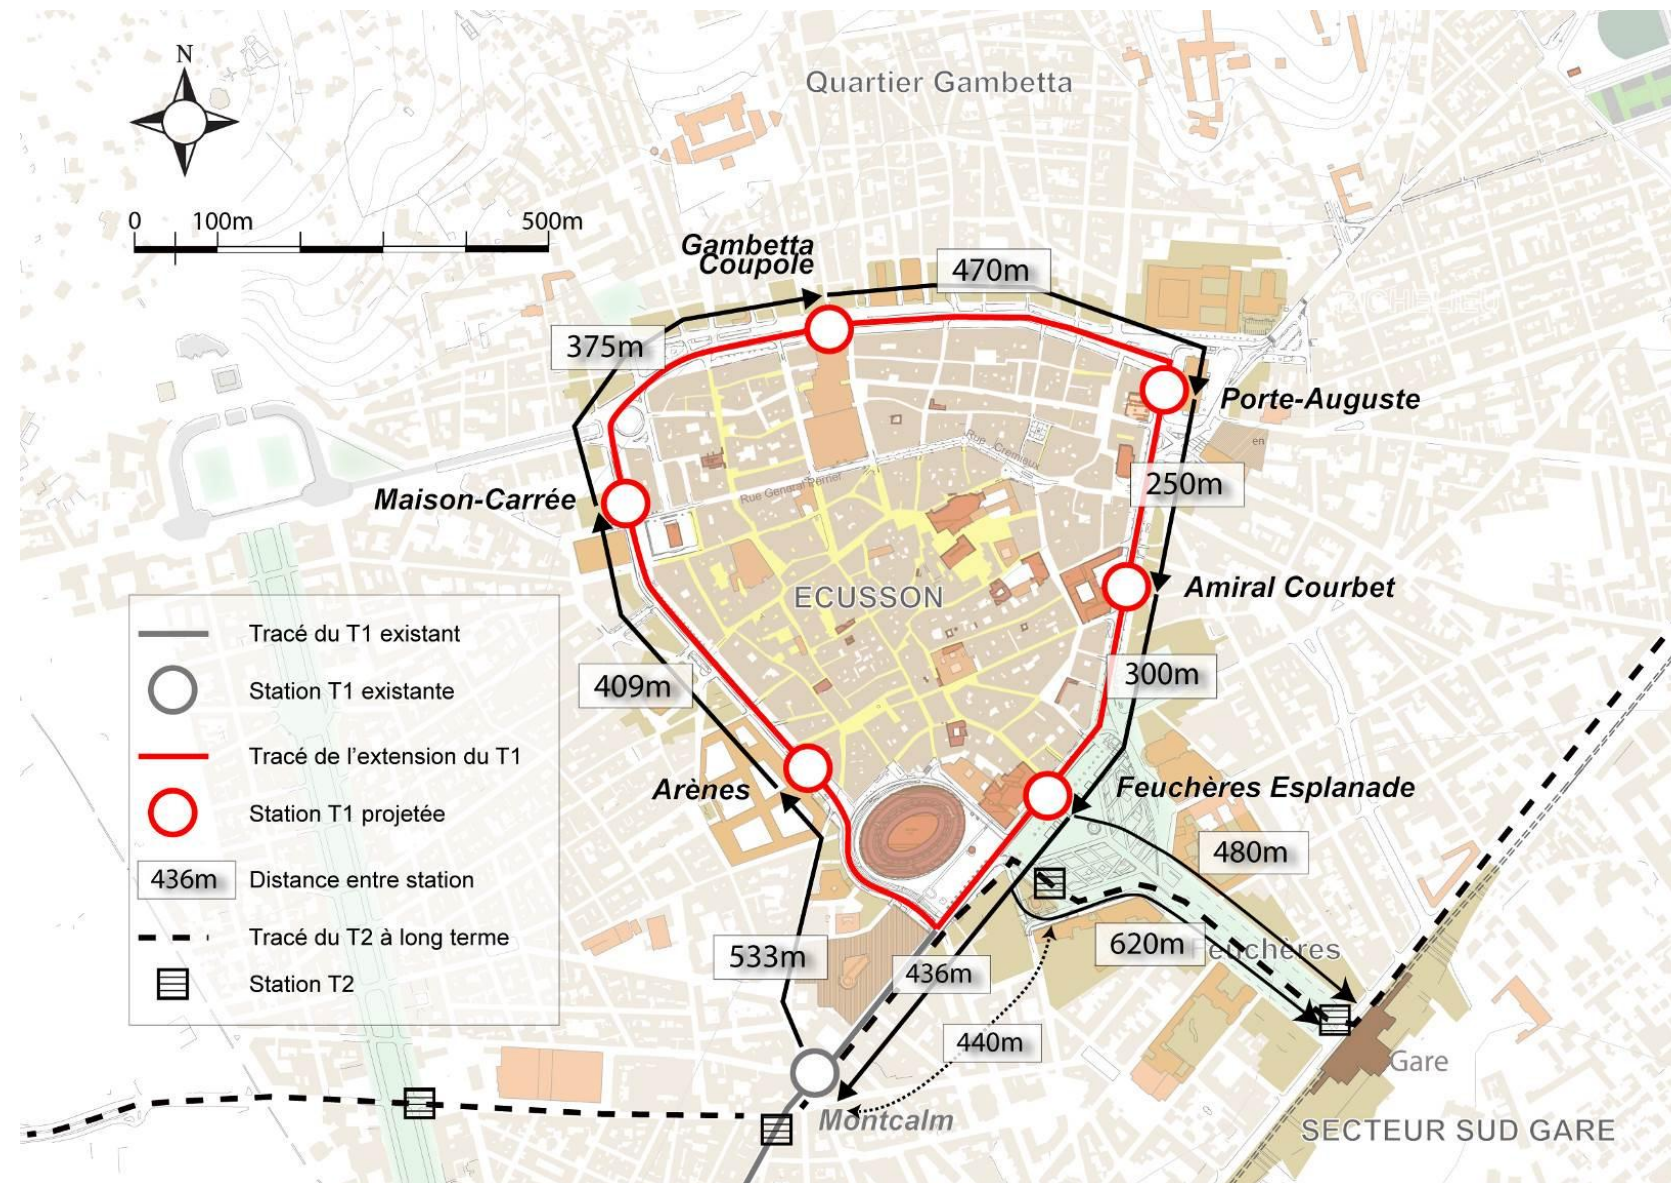 N
Quartier Gambetta
0 100m 500m
Gambetta
Coupole
470m
375m
RICHELIEU
Porte-Auguste
en
Rue Crémieux
Maison-Carrée
Rue General Perrier
250m
ECUSSON
Amiral Courbet
Tracé du T1 existant
Station T1 existante
409m
300m
Tracé de l'extension du T1
Arènes
Feuchères Esplanade
Station T1 projetée
480m
436m Distance entre station
Tracé du T2 à long terme
533m
620m
Feuchères
436m
Station T2
440m
Gare
Montcalm
SECTEUR SUD GARE